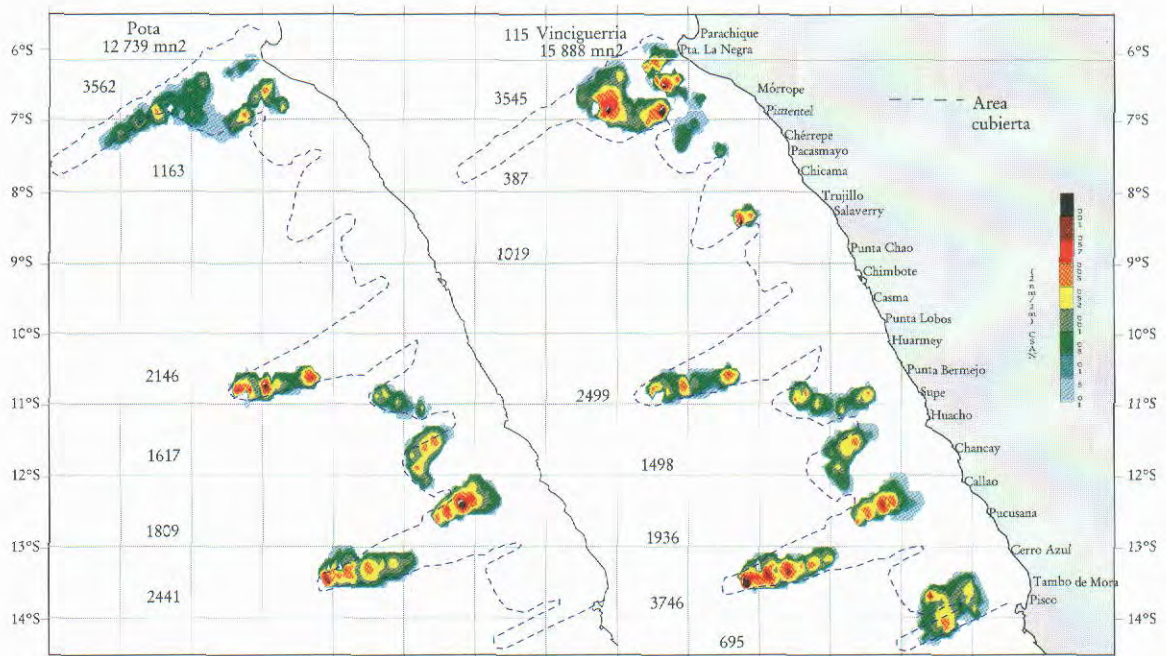 Pota
12 739 mn2
3562
1163
2146
1617
1809
2441
6°S
7°S
8°S
9°S
10°S
11°S
12°S
13°S
14°S
115 Vinciguerria
15 888 mn2
3545
387
1019
2499
1498
1936
3746
695
Parachique
Pta. La Negra
Mórrope
Pimentel
Chérrepe
Pacasmayo
Chicama
Trujillo
Salaverry
Punta Chao
Chimbote
Casma
Punta Lobos
Huarmey
Punta Bermejo
Supe
Huacho
Chancay
Callao
Pucusana
Cerro Azul
Tambo de Mora
Pisco
Area
cubierta
6°S
7°S
8°S
9°S
10°S
11°S
12°S
13°S
14°S